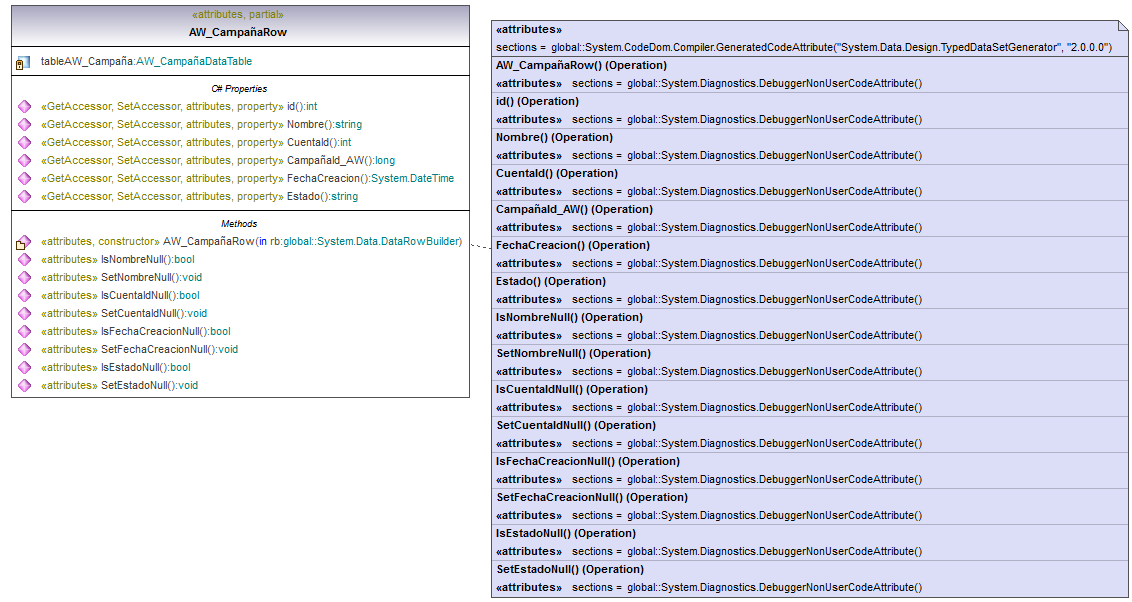 «attributes, partial»
AW_CampañaRow
tableAW_Campaña:AW_CampañaDataTable
C# Properties
«GetAccessor, SetAccessor, attributes, property» id():int
«GetAccessor, SetAccessor, attributes, property» Nombre():string
«GetAccessor, SetAccessor, attributes, property» CuentaId():int
«GetAccessor, SetAccessor, attributes, property» CampañaId_AW():long
«GetAccessor, SetAccessor, attributes, property» FechaCreacion():System.DateTime
«GetAccessor, SetAccessor, attributes, property» Estado():string
Methods
«attributes, constructor» AW_CampañaRow(in rb:global::System.Data.DataRowBuilder)
«attributes» IsNombreNull():bool
«attributes» SetNombreNull():void
«attributes» IsCuentaIdNull():bool
«attributes» SetCuentaIdNull():void
«attributes» IsFechaCreacionNull():bool
«attributes» SetFechaCreacionNull():void
«attributes» IsEstadoNull():bool
«attributes» SetEstadoNull():void
«attributes»
sections = global::System.CodeDom.Compiler.GeneratedCodeAttribute("System.Data.Design.TypedDataSetGenerator", "2.0.0.0")
AW_CampañaRow() (Operation)
«attributes» sections = global::System.Diagnostics.DebuggerNonUserCodeAttribute()
id() (Operation)
«attributes» sections = global::System.Diagnostics.DebuggerNonUserCodeAttribute()
Nombre() (Operation)
«attributes» sections = global::System.Diagnostics.DebuggerNonUserCodeAttribute()
CuentaId() (Operation)
«attributes» sections = global::System.Diagnostics.DebuggerNonUserCodeAttribute()
CampañaId_AW() (Operation)
«attributes» sections = global::System.Diagnostics.DebuggerNonUserCodeAttribute()
FechaCreacion() (Operation)
«attributes» sections = global::System.Diagnostics.DebuggerNonUserCodeAttribute()
Estado() (Operation)
«attributes» sections = global::System.Diagnostics.DebuggerNonUserCodeAttribute()
IsNombreNull() (Operation)
«attributes» sections = global::System.Diagnostics.DebuggerNonUserCodeAttribute()
SetNombreNull() (Operation)
«attributes» sections = global::System.Diagnostics.DebuggerNonUserCodeAttribute()
IsCuentaIdNull() (Operation)
«attributes» sections = global::System.Diagnostics.DebuggerNonUserCodeAttribute()
SetCuentaIdNull() (Operation)
«attributes» sections = global::System.Diagnostics.DebuggerNonUserCodeAttribute()
IsFechaCreacionNull() (Operation)
«attributes» sections = global::System.Diagnostics.DebuggerNonUserCodeAttribute()
SetFechaCreacionNull() (Operation)
«attributes» sections = global::System.Diagnostics.DebuggerNonUserCodeAttribute()
IsEstadoNull() (Operation)
«attributes» sections = global::System.Diagnostics.DebuggerNonUserCodeAttribute()
SetEstadoNull() (Operation)
«attributes» sections = global::System.Diagnostics.DebuggerNonUserCodeAttribute()